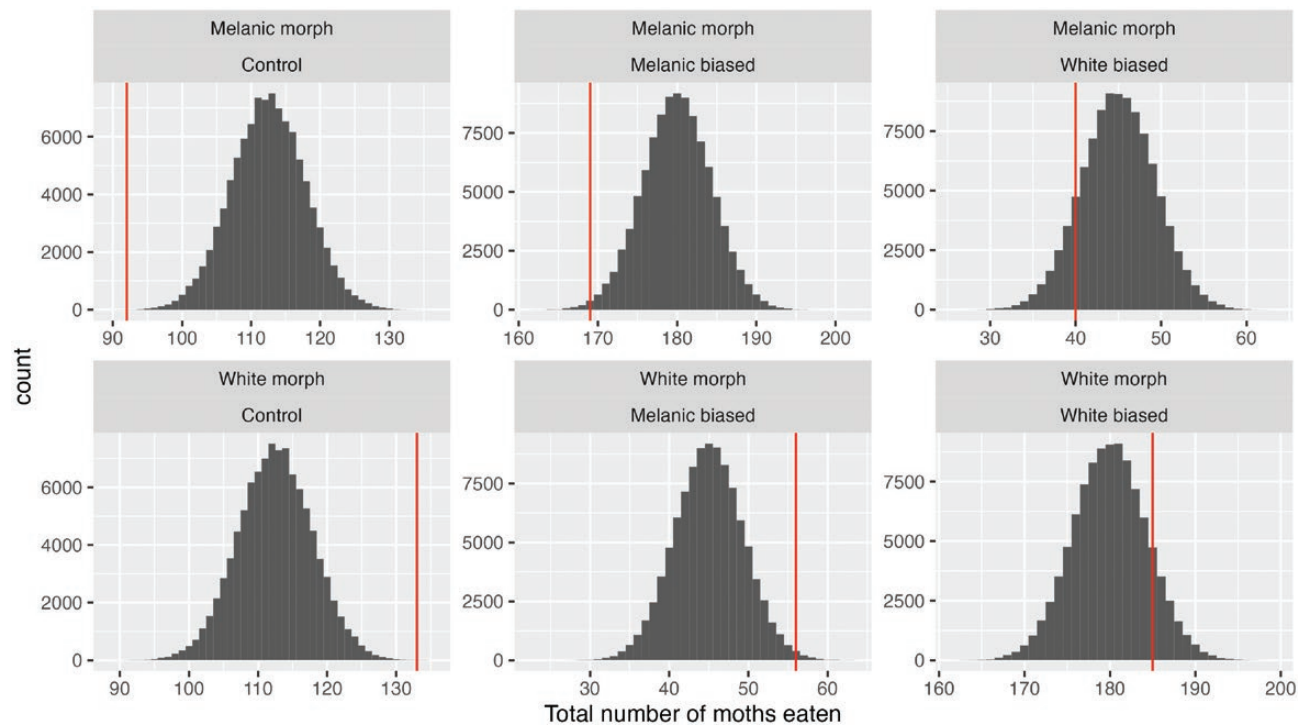 Melanic morph
Control
Melanic morph
Melanic biased
Melanic morph
White biased
6000
4000
2000
0
90 100 110 120 130
7500
5000
2500
0
160 170 180 190 200
7500
5000
2500
0
30 40 50 60
count
White morph
Control
White morph
Melanic biased
White morph
White biased
6000
4000
2000
0
90 100 110 120 130
7500
5000
2500
0
30 40 50 60
7500
5000
2500
0
160 170 180 190 200
Total number of moths eaten